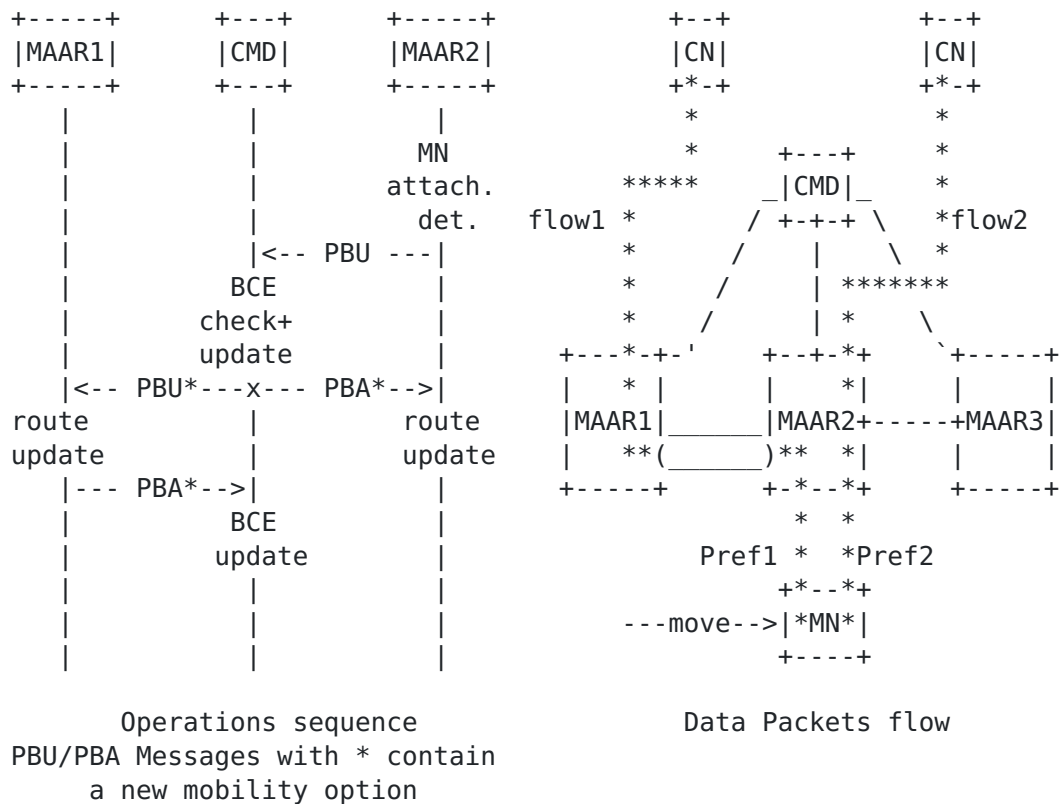 +-----+      +---+      +-----+           +--+            +--+
|MAAR1|      |CMD|      |MAAR2|           |CN|            |CN|
+-----+      +---+      +-----+           +*-+            +*-+
   |           |           |               *               *
   |           |          MN               *     +---+     *
   |           |        attach.        *****    _|CMD|_    *
   |           |          det.   flow1 *       / +-+-+ \   *flow2
   |           |<-- PBU ---|           *      /    |    \  *
   |          BCE          |           *     /     | *******
   |        check+         |           *    /      | *    \
   |        update         |       +---*-+-'    +--+-*+    `+-----+
   |<-- PBU*---x--- PBA*-->|       |   * |      |    *|     |     |
route          |         route     |MAAR1|______|MAAR2+-----+MAAR3|
update         |         update    |   **(______)**  *|     |     |
   |--- PBA*-->|           |       +-----+      +-*--*+     +-----+
   |          BCE          |                      *  *
   |         update        |                Pref1 *  *Pref2
   |           |           |                     +*--*+
   |           |           |           ---move-->|*MN*|
   |           |           |                     +----+
Operations sequence                        Data Packets flow
PBU/PBA Messages with * contain
a new mobility option